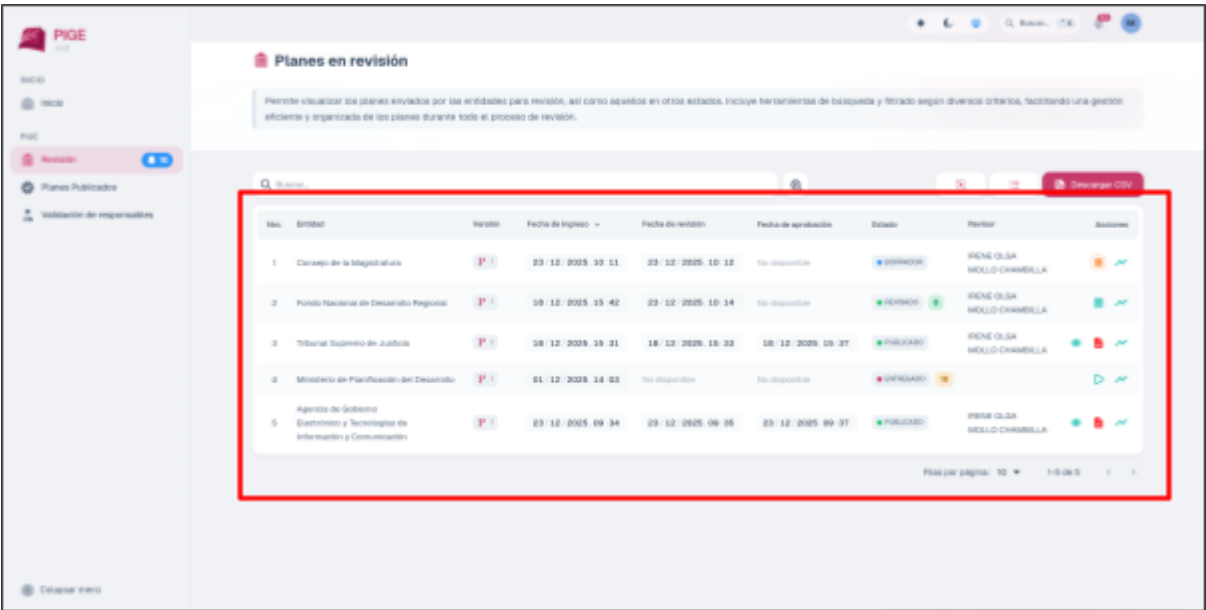 PIGE
Buscar...
Planes en revisión
INICIO
Inicio
Permite visualizar los planes enviados por las entidades para revisión, así como aquellos en otros estados. Incluye herramientas de búsqueda y filtrado según diversos criterios, facilitando una gestión
eficiente y organizada de los planes durante todo el proceso de revisión.
PIGE
Revisión 10
Planes Publicados
Validación de responsables
Buscar...
Descargar CSV
Nro. Entidad Versión Fecha de ingreso Fecha de revisión Fecha de aprobación Estado Revisor Acciones
1 Consejo de la Magistratura 1 23/12/2025 10:11 23/12/2025 10:12 No disponible BORRADOR IRENE OLGA
MOLLO CHAMBILLA
2 Fondo Nacional de Desarrollo Regional 1 18/12/2025 15:42 23/12/2025 10:14 No disponible REVISADO IRENE OLGA
MOLLO CHAMBILLA
3 Tribunal Supremo de Justicia 1 18/12/2025 15:31 18/12/2025 15:33 18/12/2025 15:37 PUBLICADO IRENE OLGA
MOLLO CHAMBILLA
4 Ministerio de Planificación del Desarrollo 1 01/12/2025 14:03 No disponible No disponible ENTREGADO
5 Agencia de Gobierno
Electrónico y Tecnologías de
Información y Comunicación 1 23/12/2025 09:34 23/12/2025 09:35 23/12/2025 09:37 PUBLICADO IRENE OLGA
MOLLO CHAMBILLA
Filas por página: 10 1-5 de 5
Colapsar menú